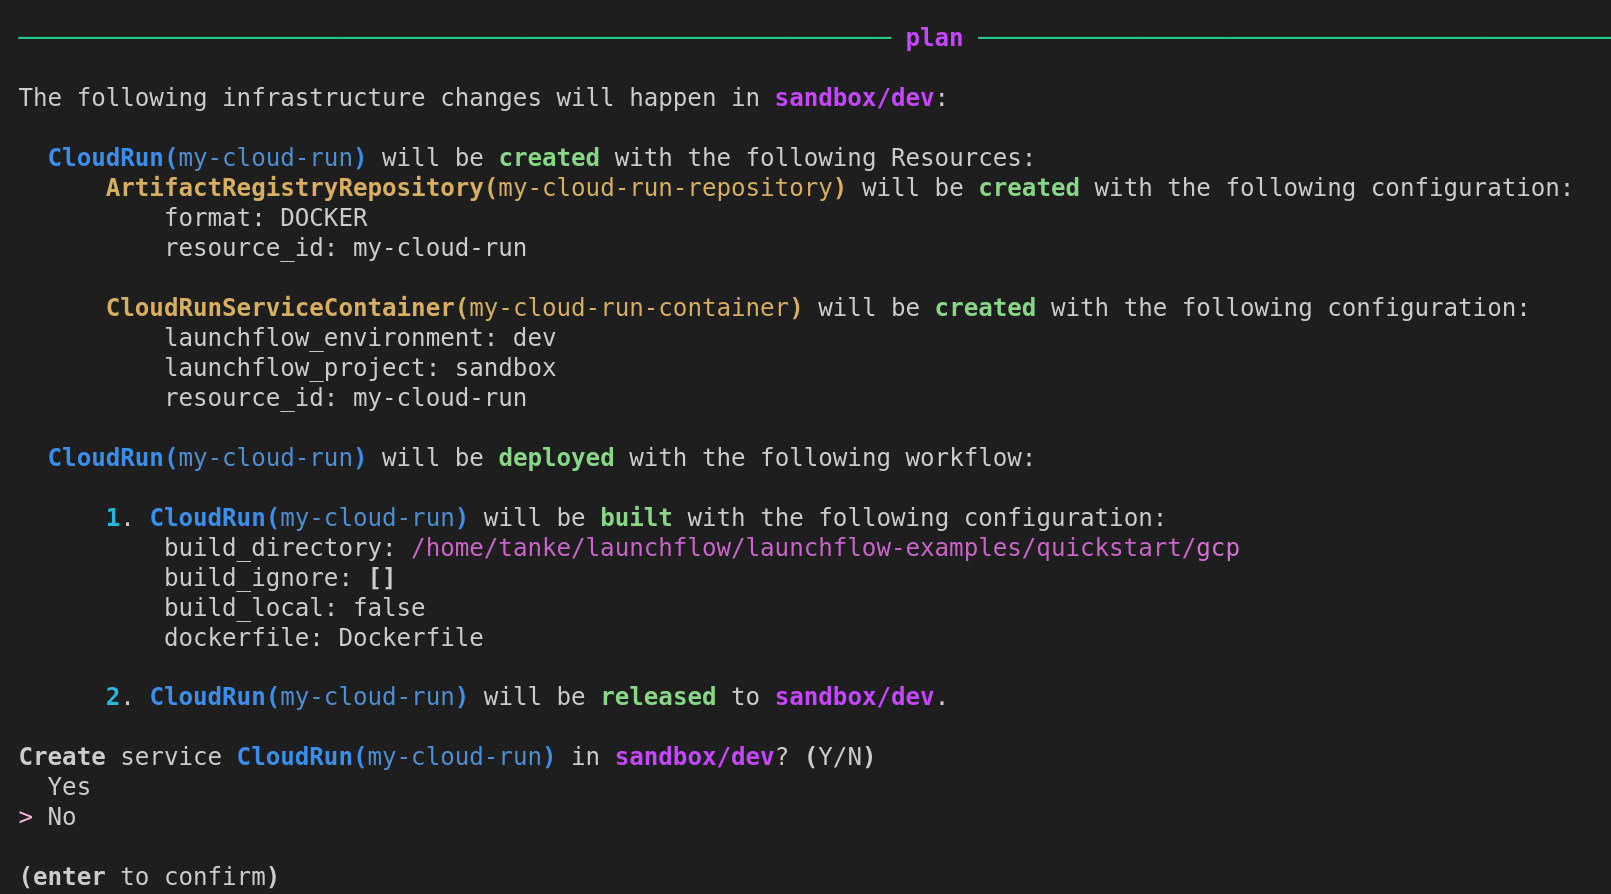 plan
The following infrastructure changes will happen in sandbox/dev:
CloudRun(my-cloud-run) will be created with the following Resources:
ArtifactRegistryRepository(my-cloud-run-repository) will be created with the following configuration:
format: DOCKER
resource_id: my-cloud-run
CloudRunServiceContainer(my-cloud-run-container) will be created with the following configuration:
launchflow_environment: dev
launchflow_project: sandbox
resource_id: my-cloud-run
CloudRun(my-cloud-run) will be deployed with the following workflow:
1. CloudRun(my-cloud-run) will be built with the following configuration:
build_directory: /home/tanke/launchflow/launchflow-examples/quickstart/gcp
build_ignore: []
build_local: false
dockerfile: Dockerfile
2. CloudRun(my-cloud-run) will be released to sandbox/dev.
Create service CloudRun(my-cloud-run) in sandbox/dev? (Y/N)
Yes
> No
(enter to confirm)